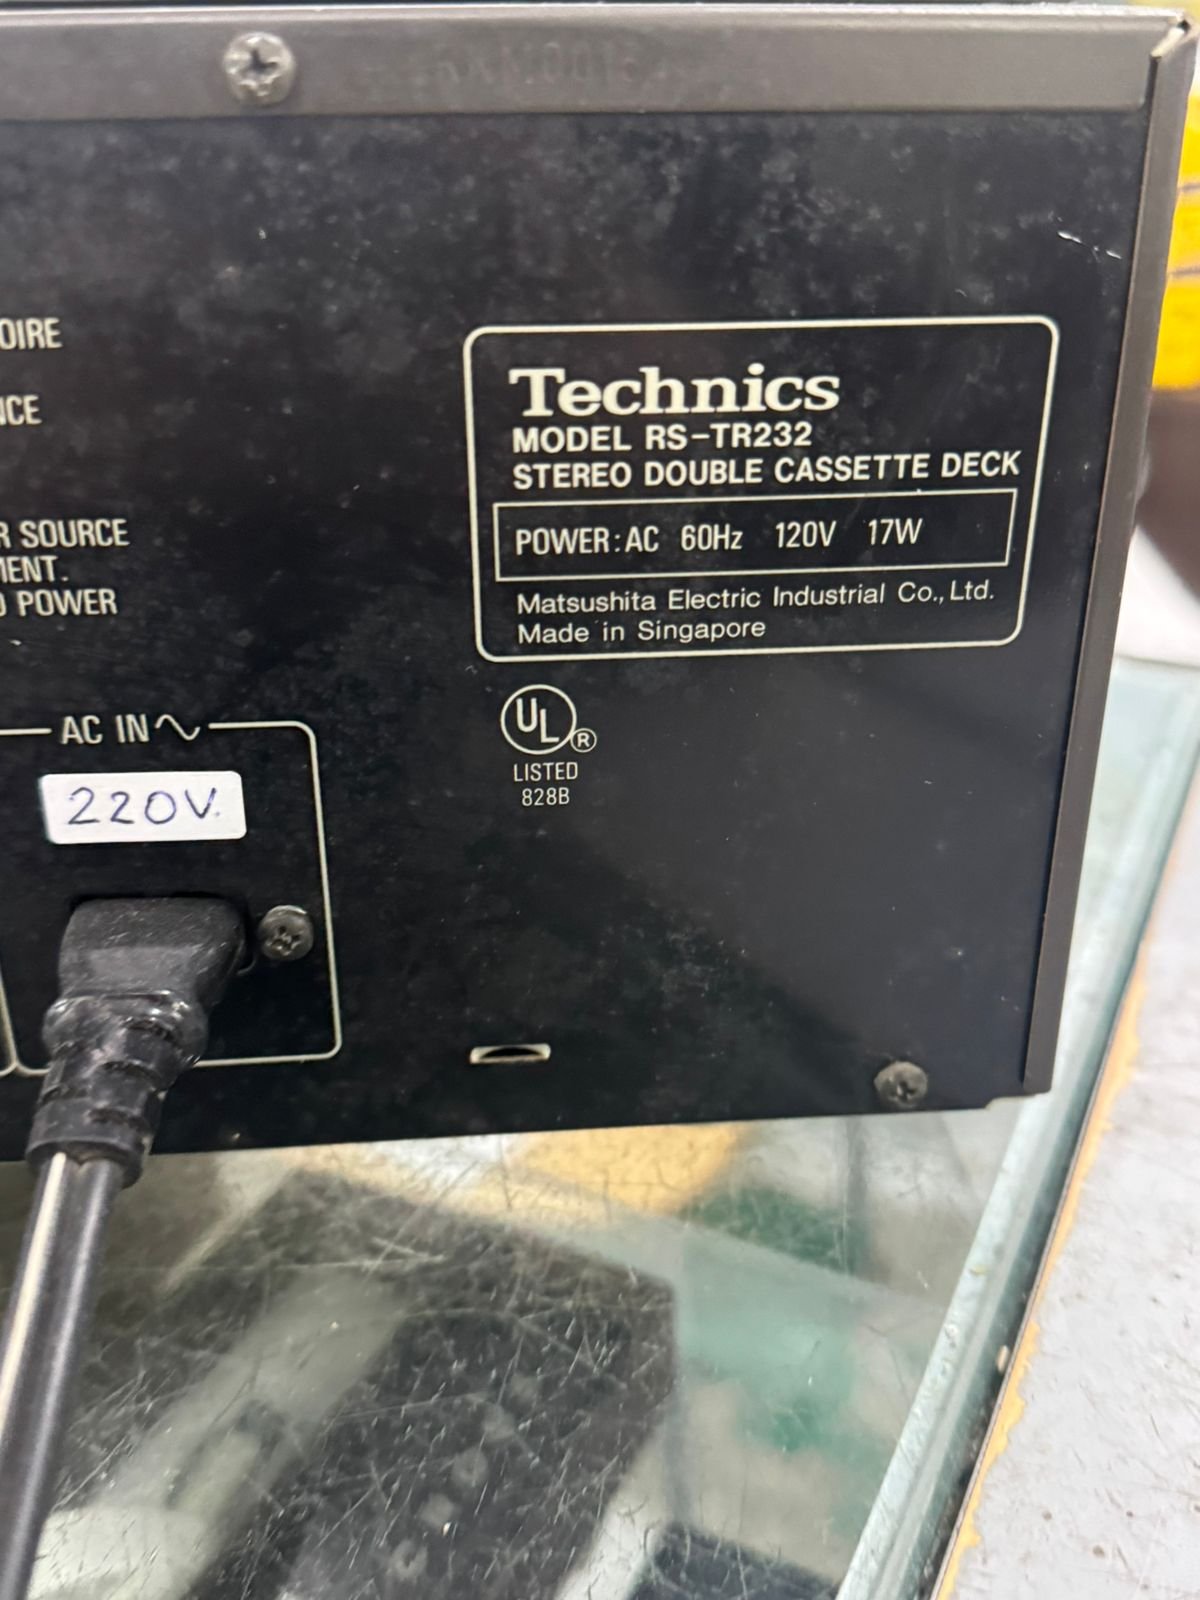 OIRE
NCE
R SOURCE
MENT.
D POWER
Technics
MODEL RS-TR232
STEREO DOUBLE CASSETTE DECK
POWER: AC 60Hz 120V 17W
Matsushita Electric Industrial Co., Ltd.
Made in Singapore
AC IN
220V.
UL
®
LISTED
828B